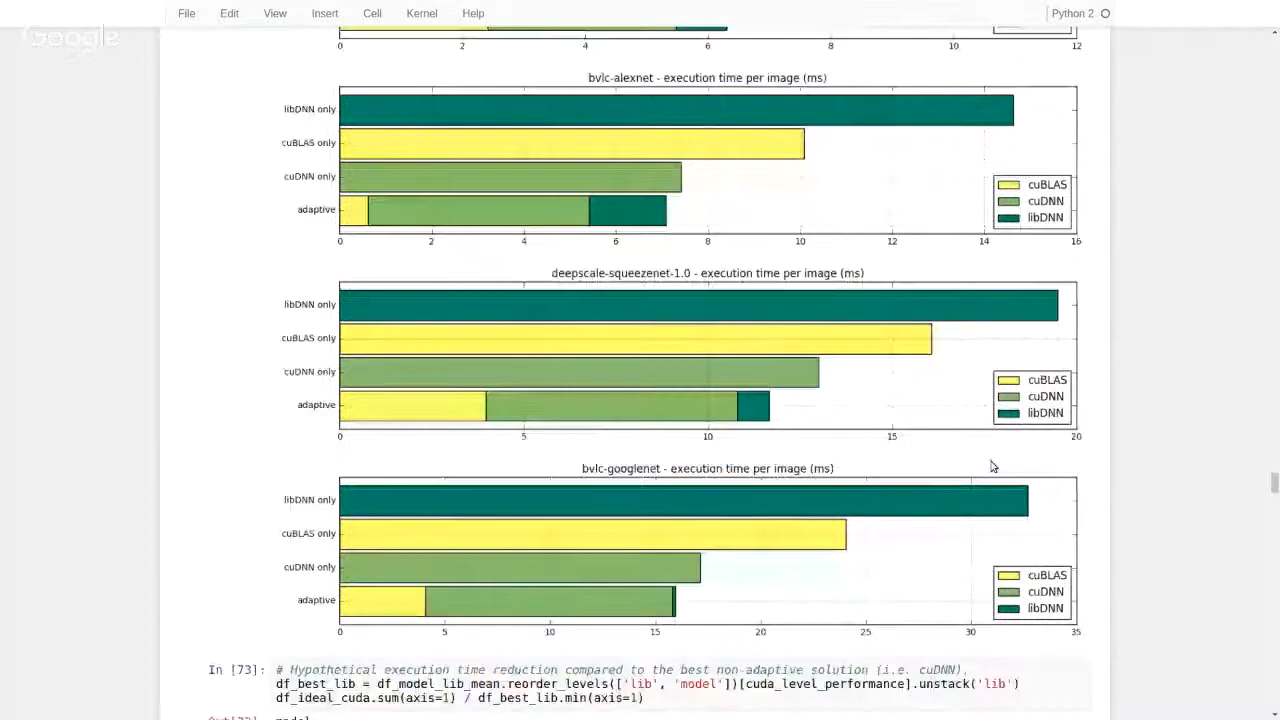 File Edit View Insert Cell Kernel Help Python 2
Google
0 2 4 6 8 10 12
bvlc-alexnet - execution time per image (ms)
libDNN only
cuBLAS only
cuDNN only
adaptive
cuBLAS
cuDNN
libDNN
0 2 4 6 8 10 12 14 16
deepscale-squeezenet-1.0 - execution time per image (ms)
libDNN only
cuBLAS only
cuDNN only
adaptive
cuBLAS
cuDNN
libDNN
0 5 10 15 20
bvlc-googlenet - execution time per image (ms)
libDNN only
cuBLAS only
cuDNN only
adaptive
cuBLAS
cuDNN
libDNN
0 5 10 15 20 25 30 35
In [73]: # Hypothetical execution time reduction compared to the best non-adaptive solution (i.e. cuDNN).
df_best_lib = df_model_lib_mean.reorder_levels(['lib', 'model'])[cuda_level_performance].unstack('lib')
df_ideal_cuda.sum(axis=1) / df_best_lib.min(axis=1)